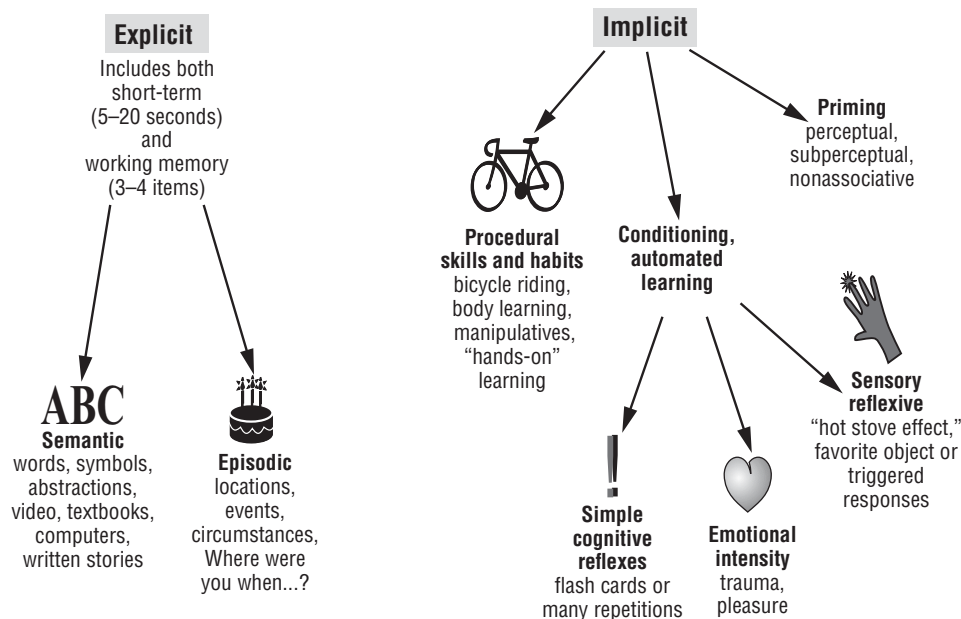 Explicit
Includes both
short-term
(5–20 seconds)
and
working memory
(3–4 items)
ABC
Semantic
words, symbols,
abstractions,
video, textbooks,
computers,
written stories
Episodic
locations,
events,
circumstances,
Where were
you when...?
Implicit
Procedural
skills and habits
bicycle riding,
body learning,
manipulatives,
“hands-on”
learning
Conditioning,
automated
learning
Priming
perceptual,
subperceptual,
nonassociative
!
Simple
cognitive
reflexes
flash cards or
many repetitions
Emotional
intensity
trauma,
pleasure
Sensory
reflexive
“hot stove effect,”
favorite object or
triggered
responses